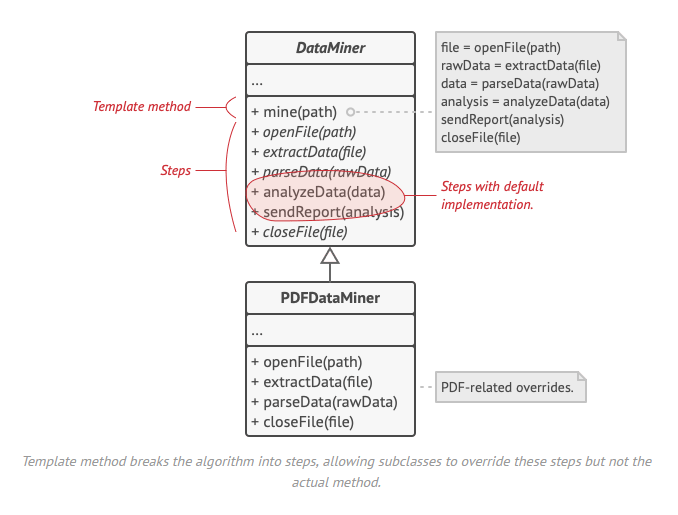 DataMiner
...
Template method
+ mine(path)
Steps
+ openFile(path)
+ extractData(file)
+ parseData(rawData)
+ analyzeData(data)
+ sendReport(analysis)
+ closeFile(file)
file = openFile(path)
rawData = extractData(file)
data = parseData(rawData)
analysis = analyzeData(data)
sendReport(analysis)
closeFile(file)
Steps with default
implementation.
PDFDataMiner
...
+ openFile(path)
+ extractData(file)
+ parseData(rawData)
+ closeFile(file)
PDF-related overrides.
Template method breaks the algorithm into steps, allowing subclasses to override these steps but not the
actual method.